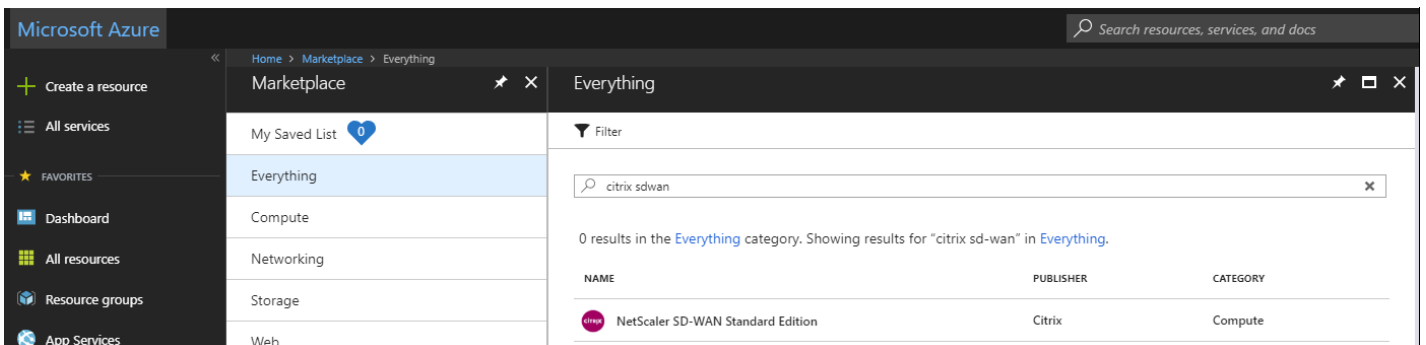 Microsoft Azure
Search resources, services, and docs
Create a resource
All services
FAVORITES
Dashboard
All resources
Resource groups
App Services
Home > Marketplace > Everything
Marketplace
My Saved List 0
Everything
Compute
Networking
Storage
Web
Everything
Filter
citrix sdwan
0 results in the Everything category. Showing results for "citrix sd-wan" in Everything.
NAME PUBLISHER CATEGORY
citrix NetScaler SD-WAN Standard Edition Citrix Compute